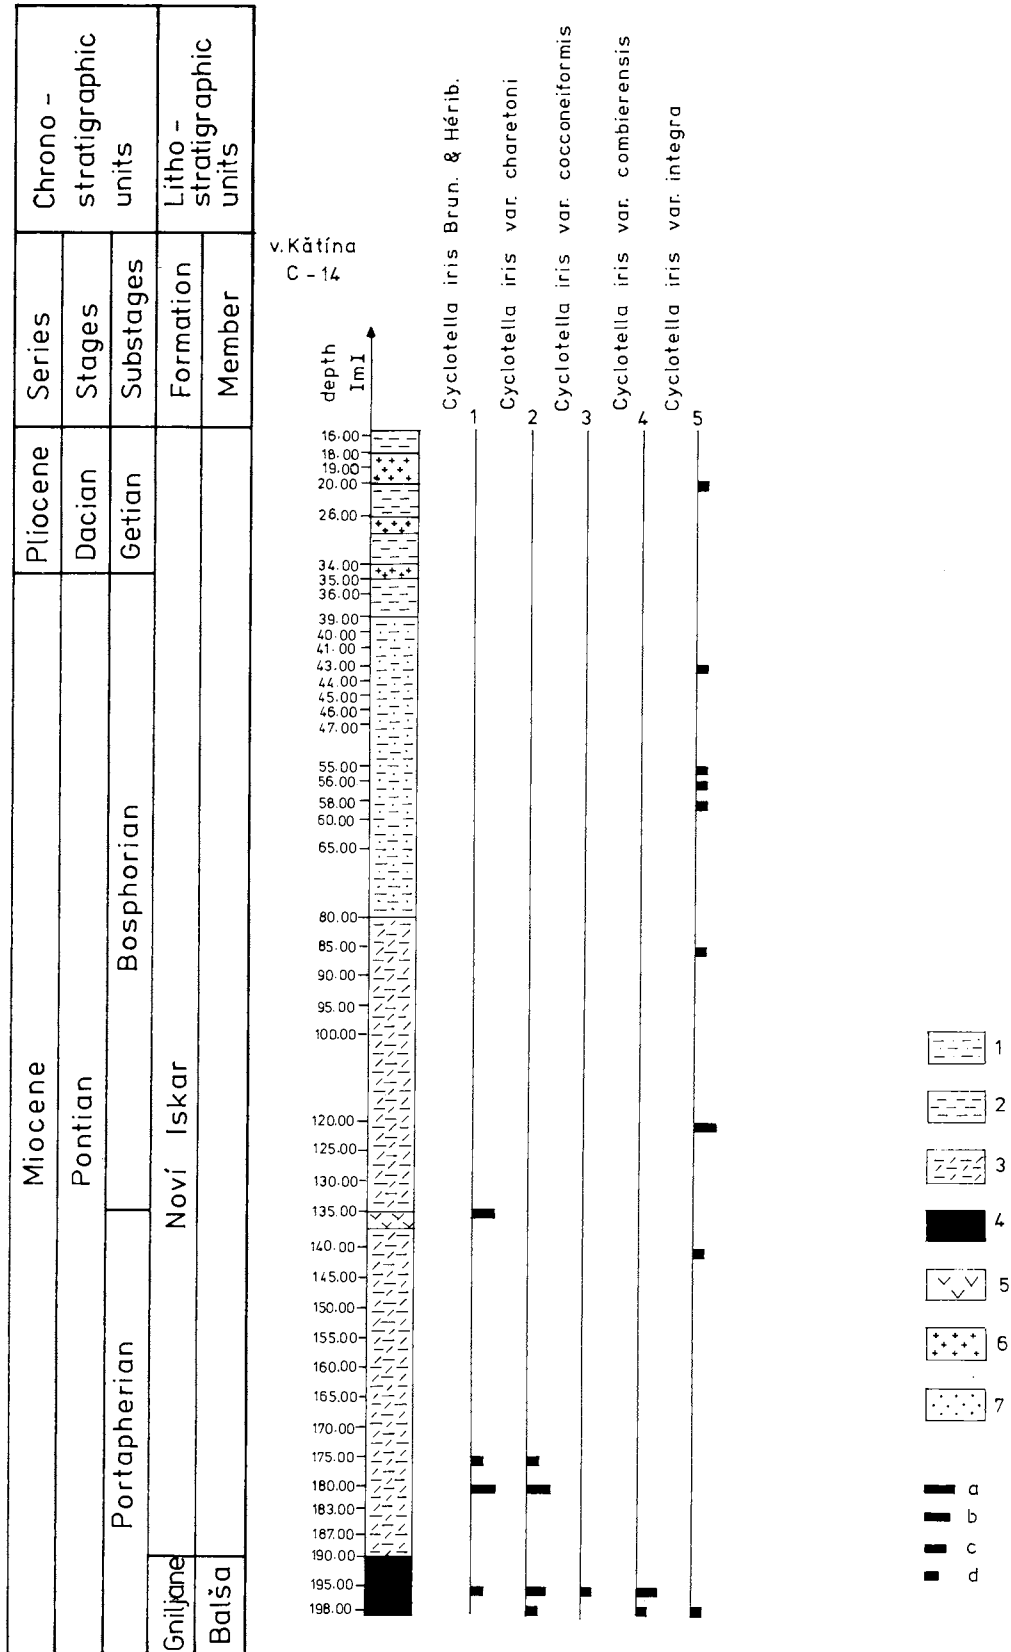 Chrono -
stratigraphic
units
Litho -
stratigraphic
units
Series
Stages
Substages
Formation
Member
v. Kǎtína
C - 14
depth
ImI
Cyclotella iris Brun. & Hérib.
Cyclotella iris var. charetoni
Cyclotella iris var. cocconeiformis
Cyclotella iris var. combierensis
Cyclotella iris var. integra
1
2
3
4
5
Pliocene
Dacian
Getian
Miocene
Pontian
Bosphorian
Portapherian
Noví Iskar
Gniljane
Balša
16.00
18.00
19.00
20.00
26.00
34.00
35.00
36.00
39.00
40.00
41.00
43.00
44.00
45.00
46.00
47.00
55.00
56.00
58.00
60.00
65.00
80.00
85.00
90.00
95.00
100.00
120.00
125.00
130.00
135.00
140.00
145.00
150.00
155.00
160.00
165.00
170.00
175.00
180.00
183.00
187.00
190.00
195.00
198.00
1
2
3
4
5
6
7
a
b
c
d